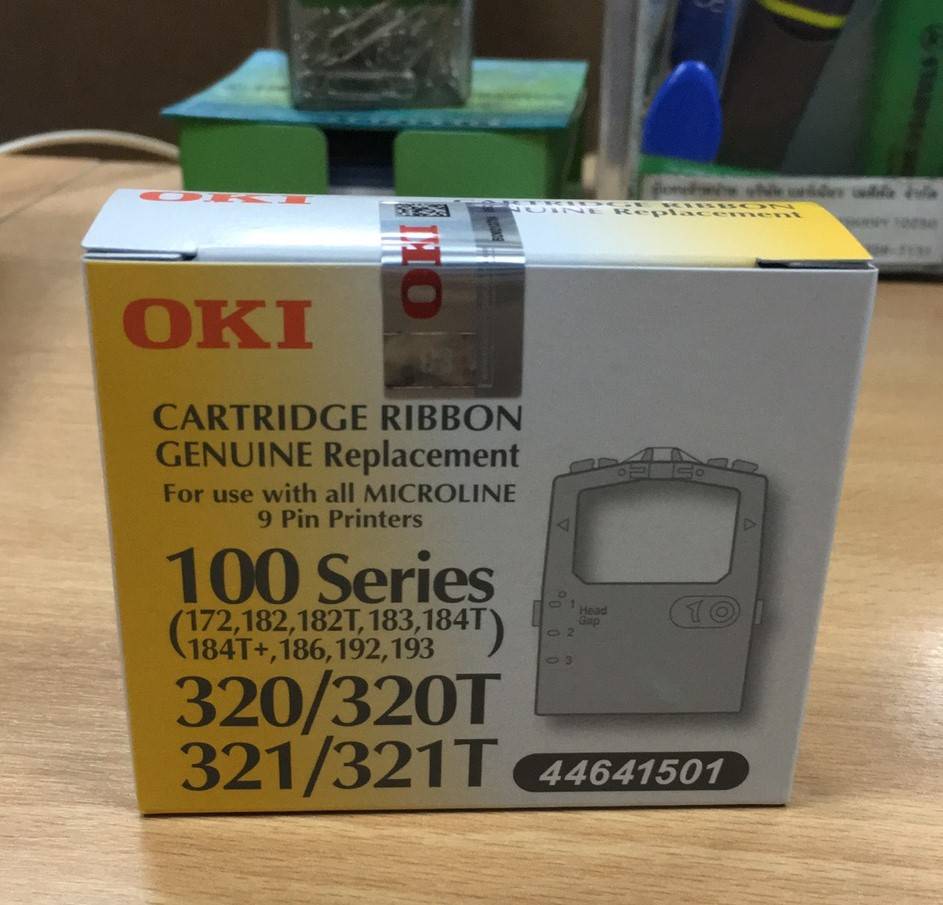 OKI
CARTRIDGE RIBBON
GENUINE Replacement
OKI
OKI
CARTRIDGE RIBBON
GENUINE Replacement
For use with all MICROLINE
9 Pin Printers
100 Series
(172,182,182T,183,184T
184T+,186,192,193)
320/320T
321/321T
44641501
1 Head
Gap
2
3
10